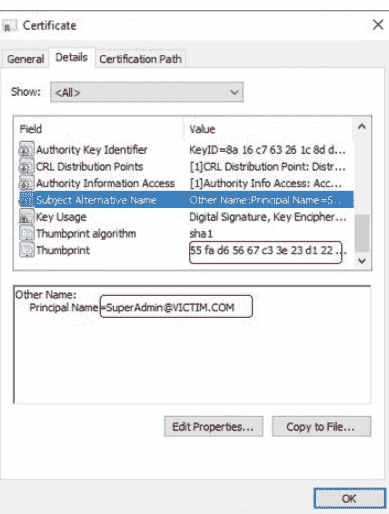 Certificate
General Details Certification Path
Show: <All>
Field Value
Authority Key Identifier KeyID=8a 16 c7 63 26 1c 8d d...
CRL Distribution Points [1]CRL Distribution Point: Distr...
Authority Information Access [1]Authority Info Access: Acc...
Subject Alternative Name Other Name:Principal Name=S...
Key Usage Digital Signature, Key Encipher...
Thumbprint algorithm sha1
Thumbprint 55 fa d6 56 67 c3 3e 23 d1 22 ...
Other Name:
Principal Name=SuperAdmin@VICTIM.COM
Edit Properties... Copy to File...
OK